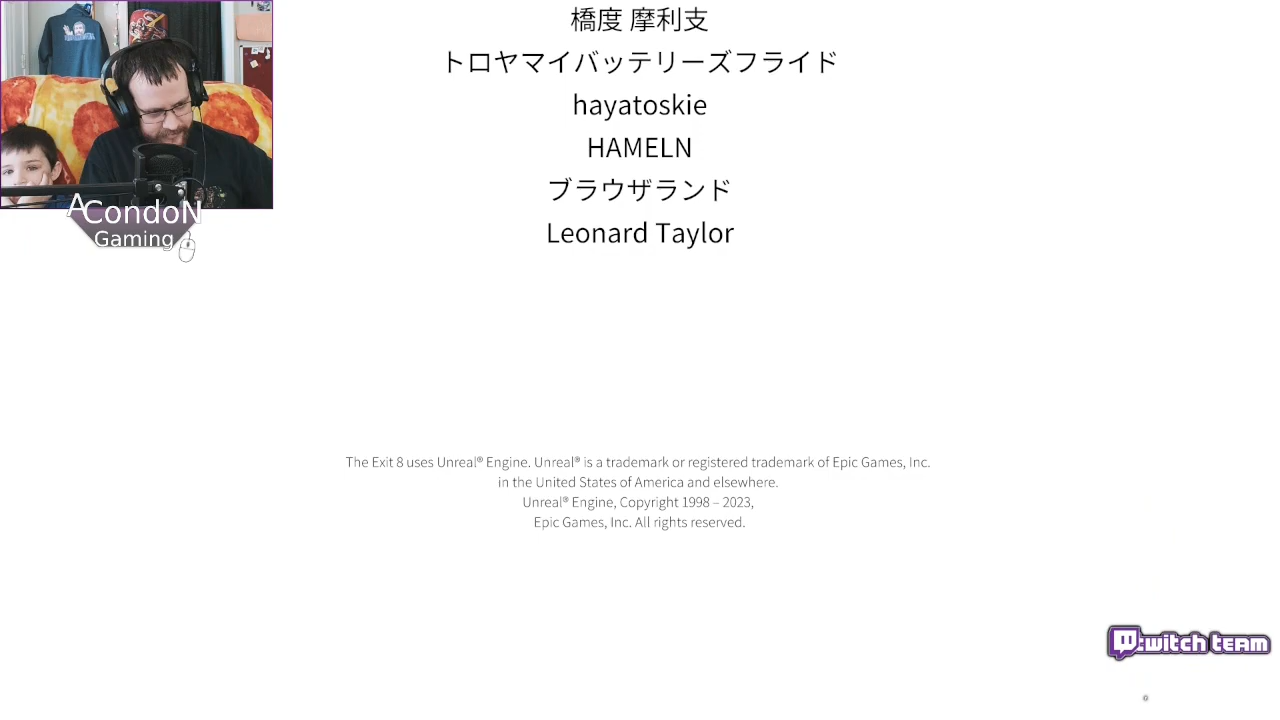 橋度 摩利支
トロヤマイバッテリーズフライド
hayatoskie
HAMELN
ブラウザランド
Leonard Taylor
ACondoN
Gaming
The Exit 8 uses Unreal® Engine. Unreal® is a trademark or registered trademark of Epic Games, Inc.
in the United States of America and elsewhere.
Unreal® Engine, Copyright 1998 – 2023,
Epic Games, Inc. All rights reserved.
twitch team